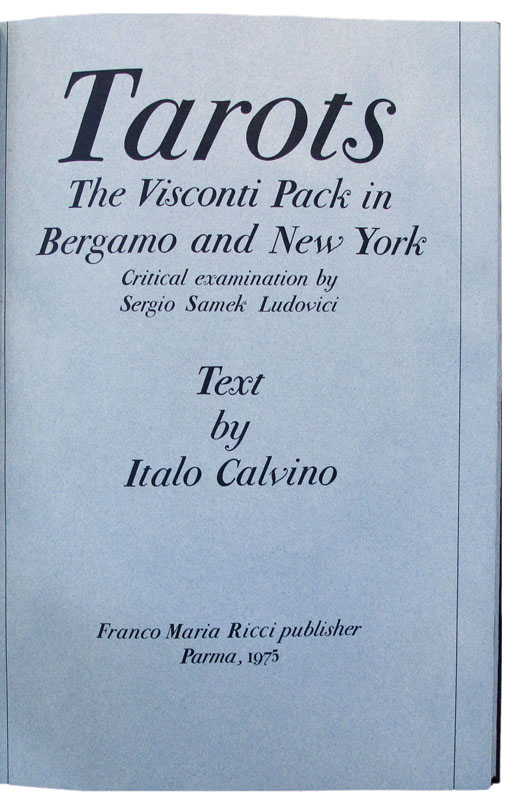 Tarots
The Visconti Pack in
Bergamo and New York
Critical examination by
Sergio Samek Ludovici
Text
by
Italo Calvino
Franco Maria Ricci publisher
Parma, 1975